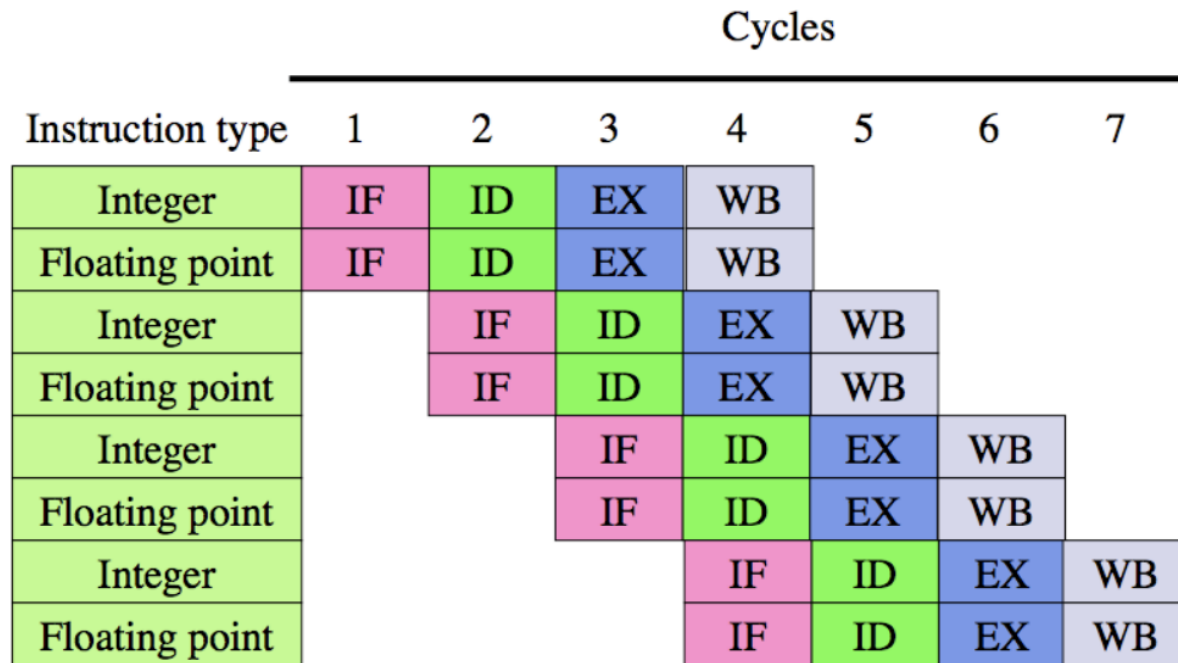 Cycles
Instruction type 1 2 3 4 5 6 7
Integer IF ID EX WB
Floating point IF ID EX WB
Integer IF ID EX WB
Floating point IF ID EX WB
Integer IF ID EX WB
Floating point IF ID EX WB
Integer IF ID EX WB
Floating point IF ID EX WB